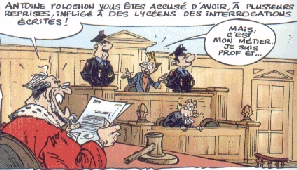 ANTOINE POLOCHON VOUS ÊTES ACCUSÉ D'AVOIR, À PLUSIEURS
REPRISES, INFLIGÉ À DES LYCÉENS DES INTERROGATIONS
ÉCRITES !
MAIS,
C'EST
MON MÉTIER
JE SUIS
PROF ET...